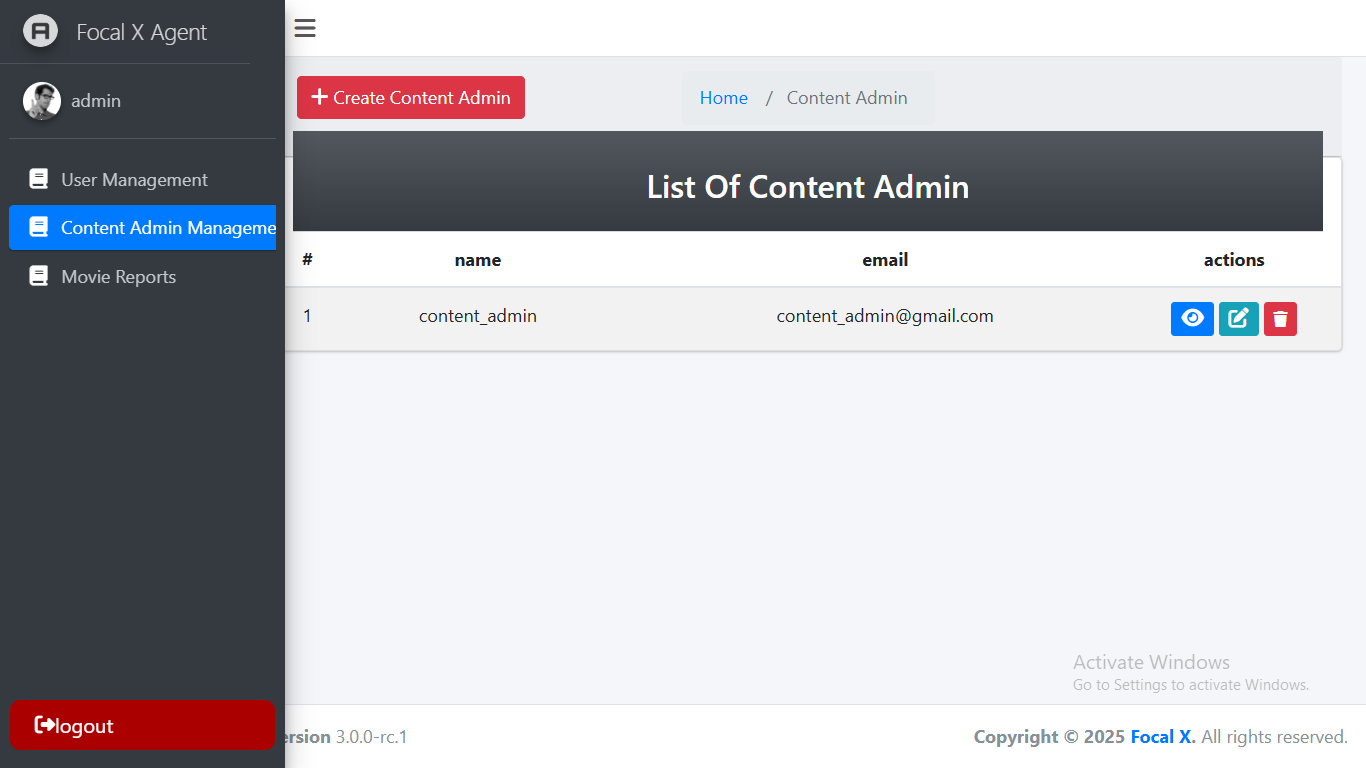 Focal X Agent
admin
User Management
Content Admin Manageme
Movie Reports
logout
+ Create Content Admin
Home / Content Admin
List Of Content Admin
# name email actions
1 content_admin content_admin@gmail.com
Activate Windows
Go to Settings to activate Windows.
ersion 3.0.0-rc.1
Copyright © 2025 Focal X. All rights reserved.